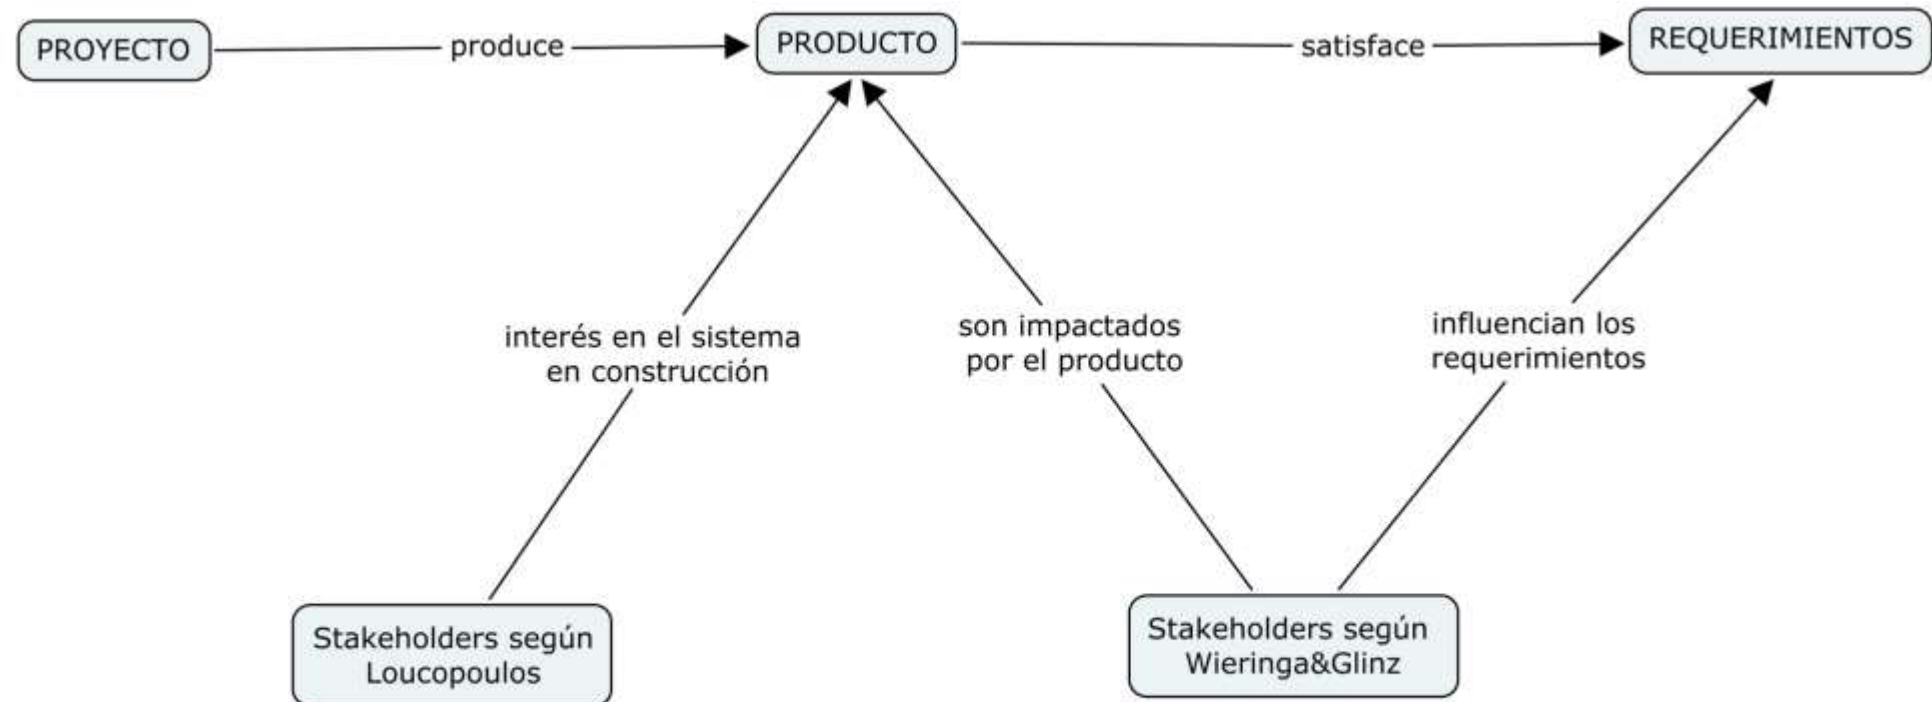 PROYECTO
produce
PRODUCTO
satisface
REQUERIMIENTOS
interés en el sistema
en construcción
son impactados
por el producto
influencian los
requerimientos
Stakeholders según
Loucopoulos
Stakeholders según
Wieringa&Glinz